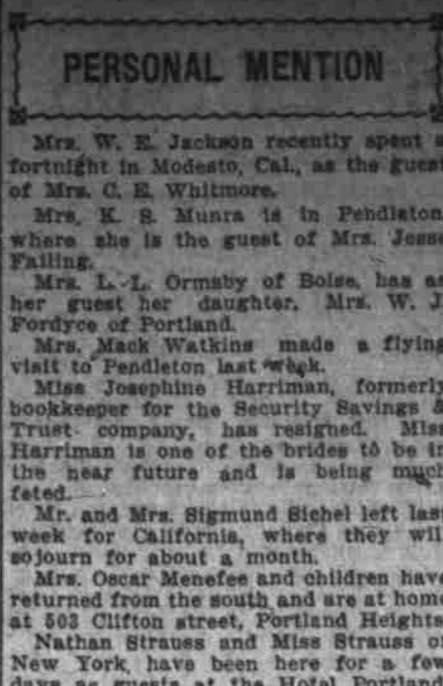 PERSONAL MENTION
Mrs. W. E. Jackson recently spent a
fortnight in Modesto, Cal., as the guest
of Mrs. C. E. Whitmore.
Mrs. K. S. Munra is in Pendleton
where she is the guest of Mrs. Jesse
Failing.
Mrs. L. L. Ormsby of Boise, has as
her guest her daughter, Mrs. W. J.
Fordyce of Portland.
Mrs. Mack Watkins made a flying
visit to Pendleton last week.
Miss Josephine Harriman, formerly
bookkeeper for the Security Savings &
Trust company, has resigned. Miss
Harriman is one of the brides to be in
the near future and is being much
feted.
Mr. and Mrs. Sigmund Sichel left last
week for California, where they will
sojourn for about a month.
Mrs. Oscar Menefee and children have
returned from the south and are at home
at 503 Clifton street, Portland Heights.
Nathan Strauss and Miss Strauss of
New York, have been here for a few
days as guests at the Hotel Portland